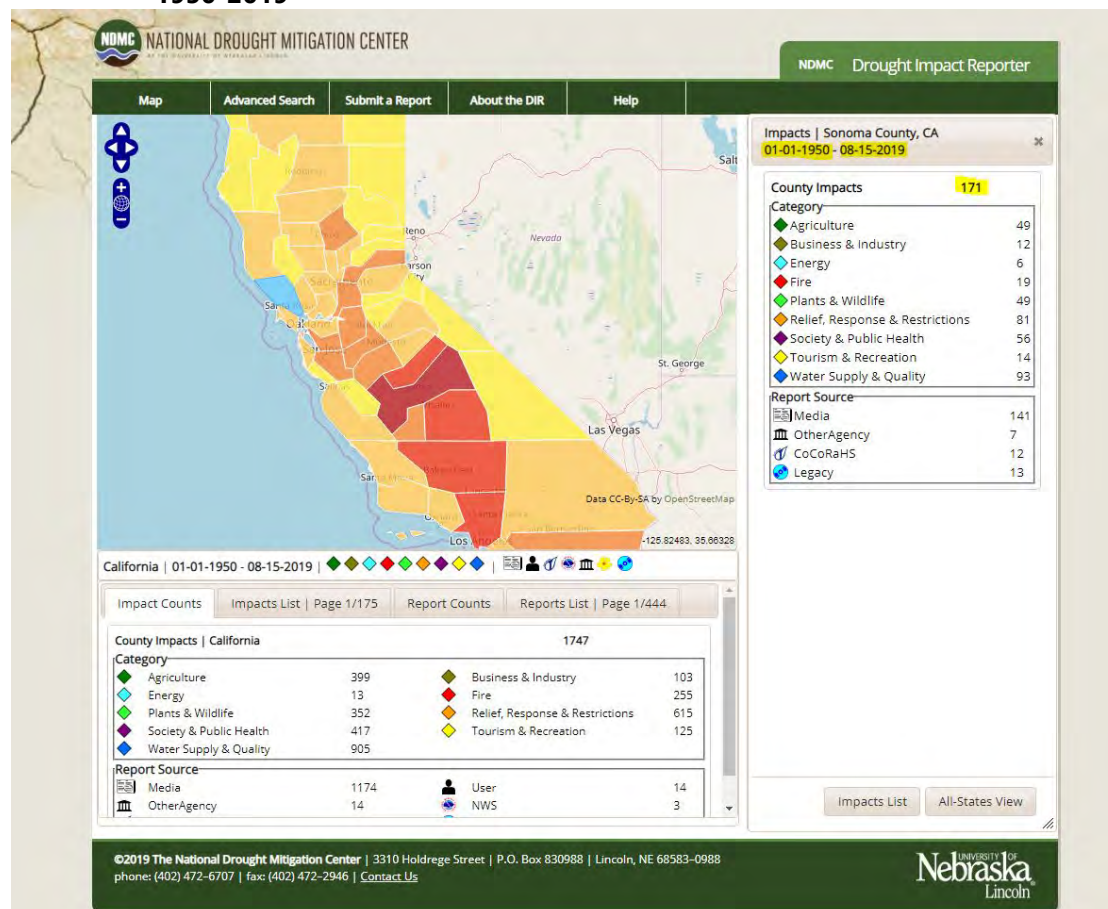 1950-2019
NDMC NATIONAL DROUGHT MITIGATION CENTER
NDMC Drought Impact Reporter
Map Advanced Search Submit a Report About the DIR Help
Impacts | Sonoma County, CA
01-01-1950 - 08-15-2019
County Impacts 171
Category
Agriculture 49
Business & Industry 12
Energy 6
Fire 19
Plants & Wildlife 49
Relief, Response & Restrictions 81
Society & Public Health 56
Tourism & Recreation 14
Water Supply & Quality 93
Report Source
Media 141
OtherAgency 7
CoCoRaHS 12
Legacy 13
Impacts List All-States View
Salt
Reno
Nevada
St. George
Las Vegas
Los
Data CC-By-SA by OpenStreetMap
-125.82483, 35.66328
California | 01-01-1950 - 08-15-2019 |
Impact Counts Impacts List | Page 1/175 Report Counts Reports List | Page 1/444
County Impacts | California 1747
Category
Agriculture 399 Business & Industry 103
Energy 13 Fire 255
Plants & Wildlife 352 Relief, Response & Restrictions 615
Society & Public Health 417 Tourism & Recreation 125
Water Supply & Quality 905
Report Source
Media 1174 User 14
OtherAgency 14 NWS 3
©2019 The National Drought Mitigation Center | 3310 Holdrege Street | P.O. Box 830988 | Lincoln, NE 68583-0988
phone: (402) 472-6707 | fax: (402) 472-2946 | Contact Us
UNIVERSITY OF
Nebraska
Lincoln